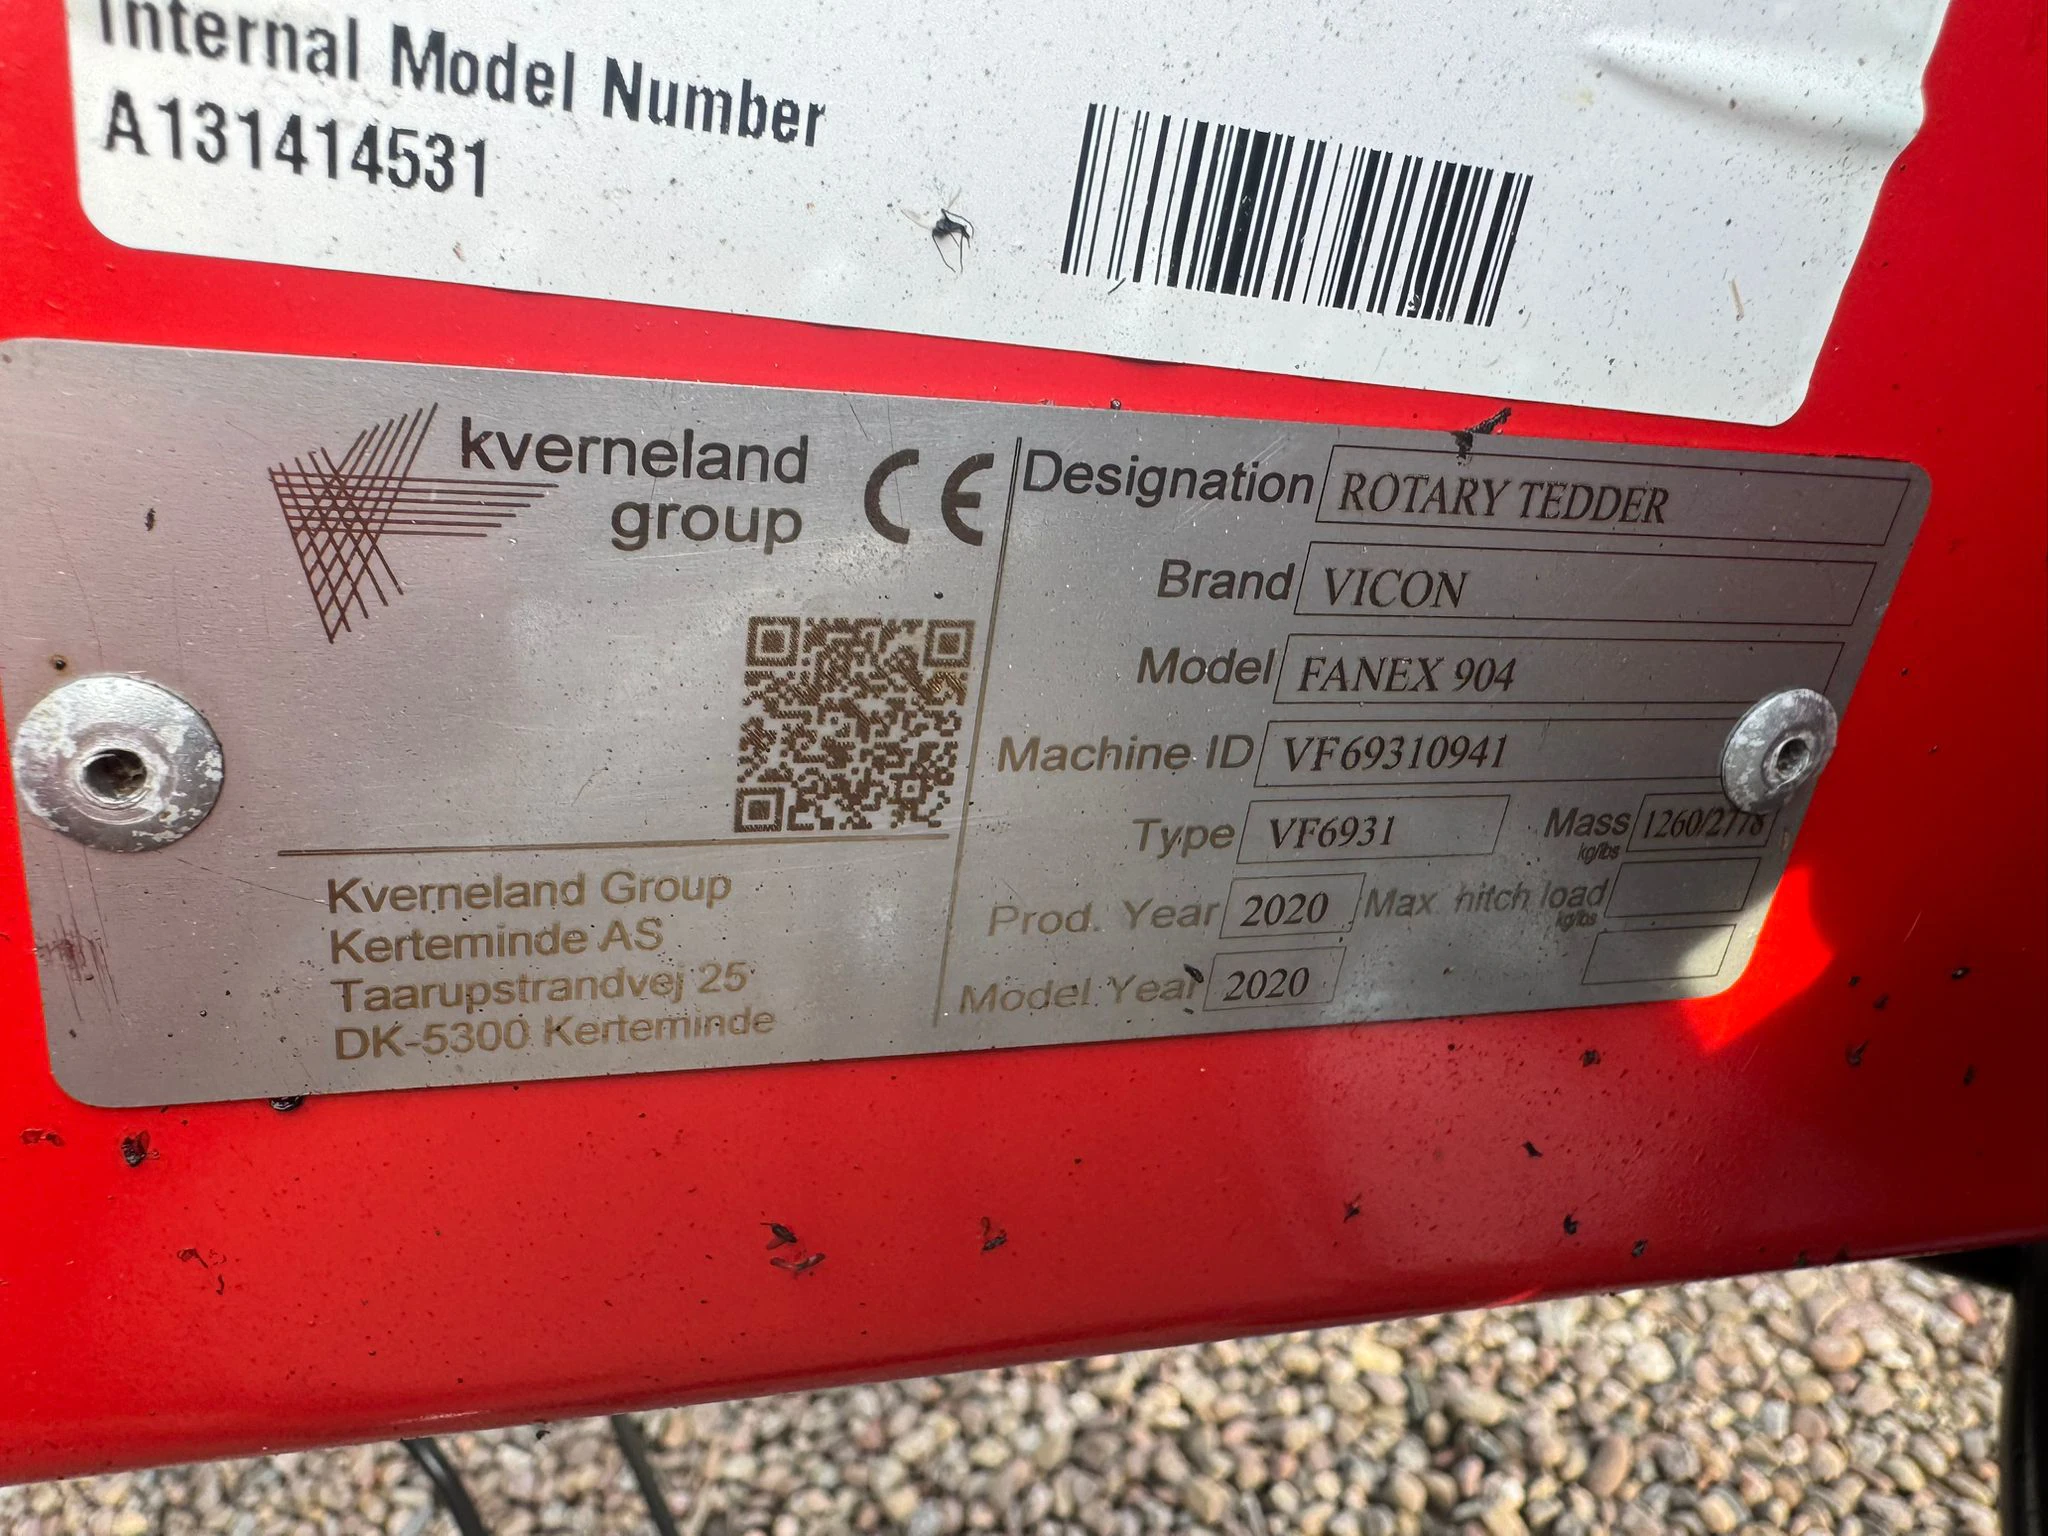 Internal Model Number
A131414531
kverneland
group
CE
Designation ROTARY TEDDER
Brand VICON
Model FANEX 904
Machine ID VF69310941
Type VF6931 Mass kg/lbs 1260/2778
Prod. Year 2020 Max hitch load kg/lbs
Model Year 2020
Kverneland Group
Kerteminde AS
Taarupstrandvej 25
DK-5300 Kerteminde